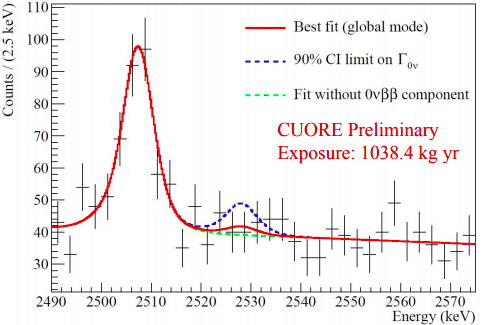 110
100
90
80
70
60
50
40
30
Counts / (2.5 keV)
Best fit (global mode)
90% CI limit on Γ0ν
Fit without 0νββ component
CUORE Preliminary
Exposure: 1038.4 kg yr
2490 2500 2510 2520 2530 2540 2550 2560 2570
Energy (keV)